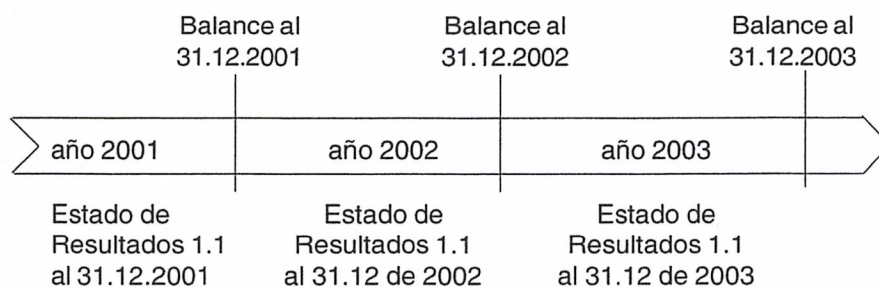 Balance al
31.12.2001
Balance al
31.12.2002
Balance al
31.12.2003
año 2001
año 2002
año 2003
Estado de
Resultados 1.1
al 31.12.2001
Estado de
Resultados 1.1
al 31.12 de 2002
Estado de
Resultados 1.1
al 31.12 de 2003